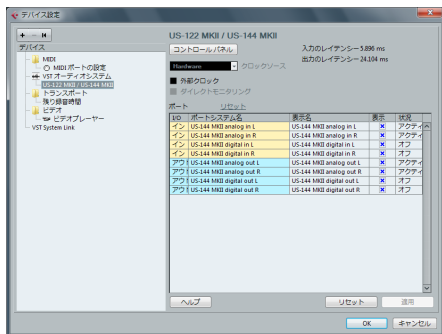 デバイス設定
デバイス
MIDI
MIDI ポートの設定
VST オーディオシステム
US-122 MKII / US-144 MKII
トランスポート
残り録音時間
ビデオ
ビデオプレーヤー
VST System Link
US-122 MKII / US-144 MKII
コントロールパネル
入力のレイテンシー 5.896 ms
出力のレイテンシー 24.104 ms
Hardware クロックソース
外部クロック
ダイレクトモニタリング
ポート リセット
I/O ポートシステム名 表示名 表示 状況
イン US-144 MKII analog in L US-144 MKII analog in L アクティ
イン US-144 MKII analog in R US-144 MKII analog in R アクティ
イン US-144 MKII digital in L US-144 MKII digital in L オフ
イン US-144 MKII digital in R US-144 MKII digital in R オフ
アウ US-144 MKII analog out L US-144 MKII analog out L アクティ
アウ US-144 MKII analog out R US-144 MKII analog out R アクティ
アウ US-144 MKII digital out L US-144 MKII digital out L オフ
アウ US-144 MKII digital out R US-144 MKII digital out R オフ
ヘルプ リセット 適用
OK キャンセル